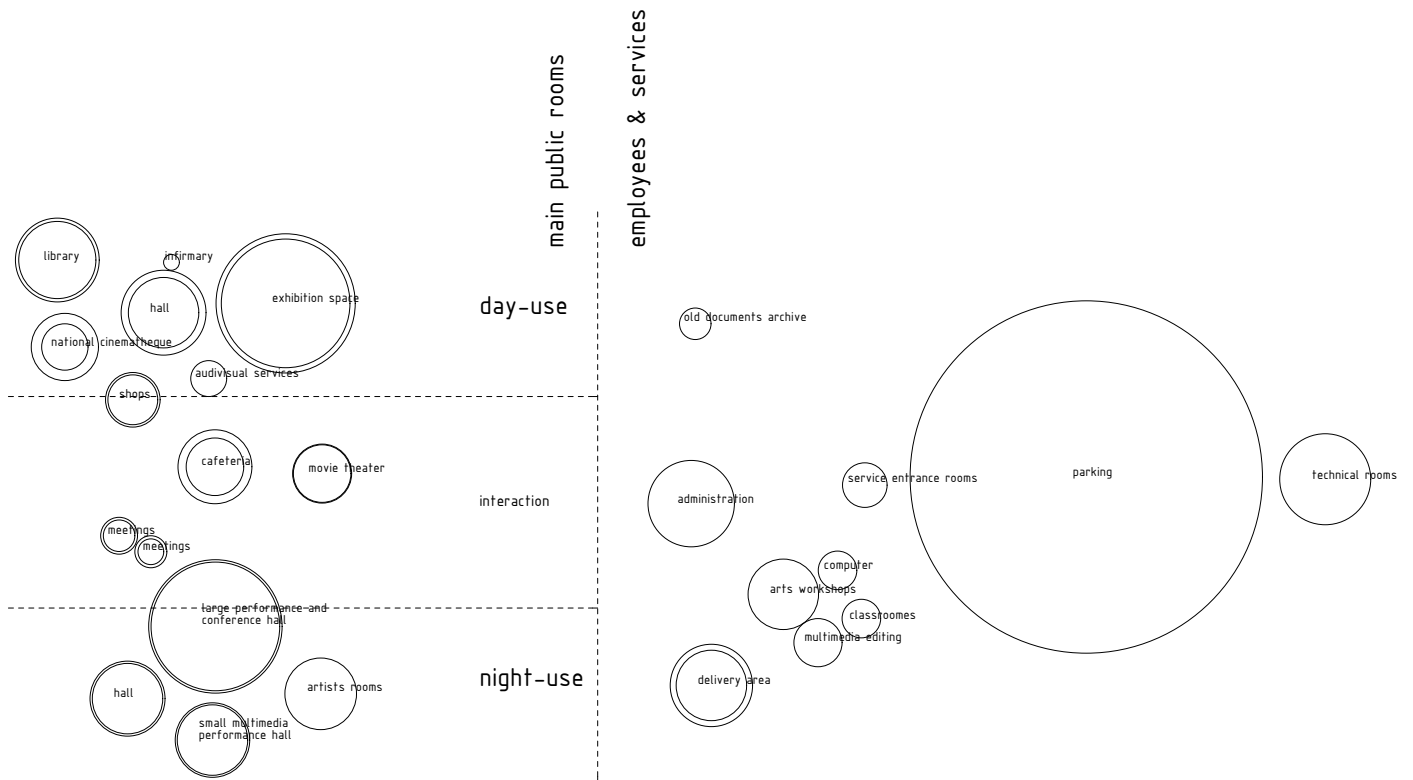 main public rooms
employees & services
library
infirmary
hall
exhibition space
national cinematheque
audivisual services
shops
day-use
cafeteria
movie theater
interaction
meetings
meetings
large performance and
conference hall
hall
artists rooms
small multimedia
performance hall
night-use
old documents archive
administration
service entrance rooms
parking
technical rooms
computer
arts workshops
classroomes
multimedia editing
delivery area